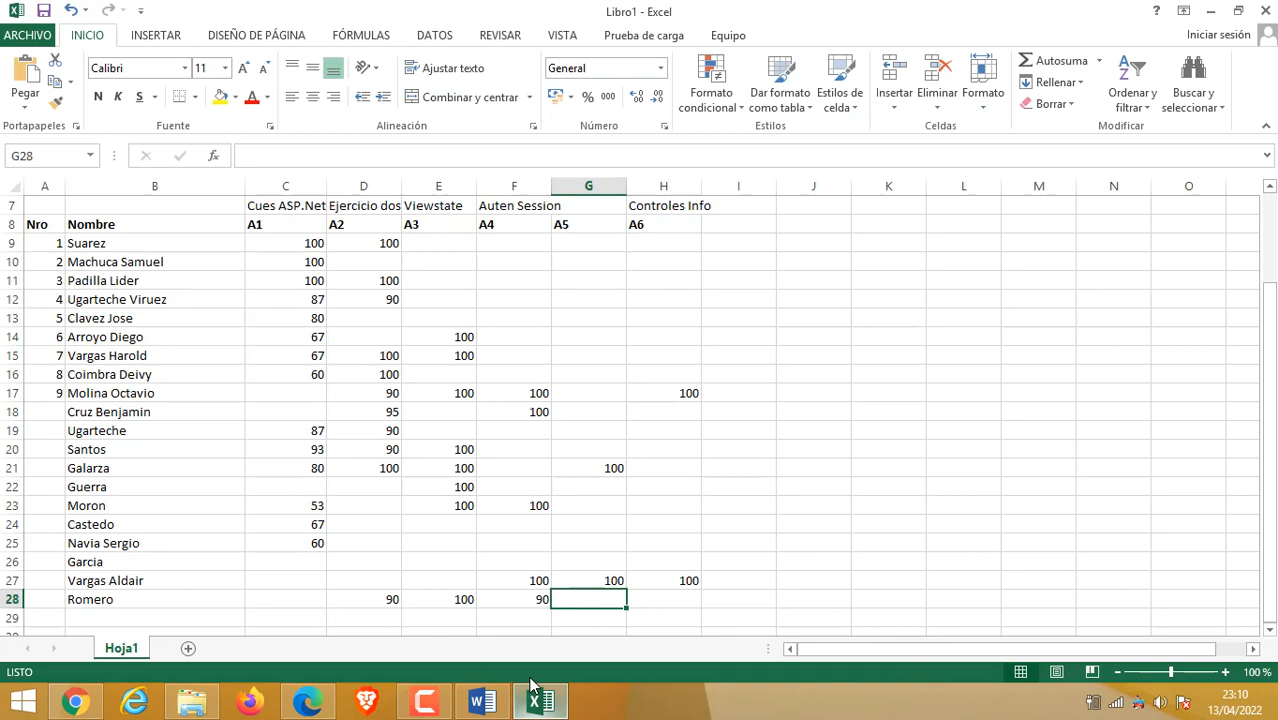 Libro1 - Excel
ARCHIVO INICIO INSERTAR DISEÑO DE PÁGINA FÓRMULAS DATOS REVISAR VISTA Prueba de carga Equipo Iniciar sesión
Pegar
Portapapeles
Calibri 11
N K S
Fuente
Ajustar texto
Combinar y centrar
Alineación
General
% 000
Número
Formato condicional
Dar formato como tabla
Estilos de celda
Estilos
Insertar Eliminar Formato
Celdas
Autosuma
Rellenar
Borrar
Ordenar y filtrar
Buscar y seleccionar
Modificar
G28 fx
A B C D E F G H I J K L M N O
7 Cues ASP.Net Ejercicio dos Viewstate Auten Session Controles Info
8 Nro Nombre A1 A2 A3 A4 A5 A6
9 1 Suarez 100 100
10 2 Machuca Samuel 100
11 3 Padilla Lider 100 100
12 4 Ugarteche Viruez 87 90
13 5 Clavez Jose 80
14 6 Arroyo Diego 67 100
15 7 Vargas Harold 67 100 100
16 8 Coimbra Deivy 60 100
17 9 Molina Octavio 90 100 100 100
18 Cruz Benjamin 95 100
19 Ugarteche 87 90
20 Santos 93 90 100
21 Galarza 80 100 100 100
22 Guerra 100
23 Moron 53 100 100
24 Castedo 67
25 Navia Sergio 60
26 Garcia
27 Vargas Aldair 100 100 100
28 Romero 90 100 90
29
Hoja1
LISTO 100 %
23:10
13/04/2022